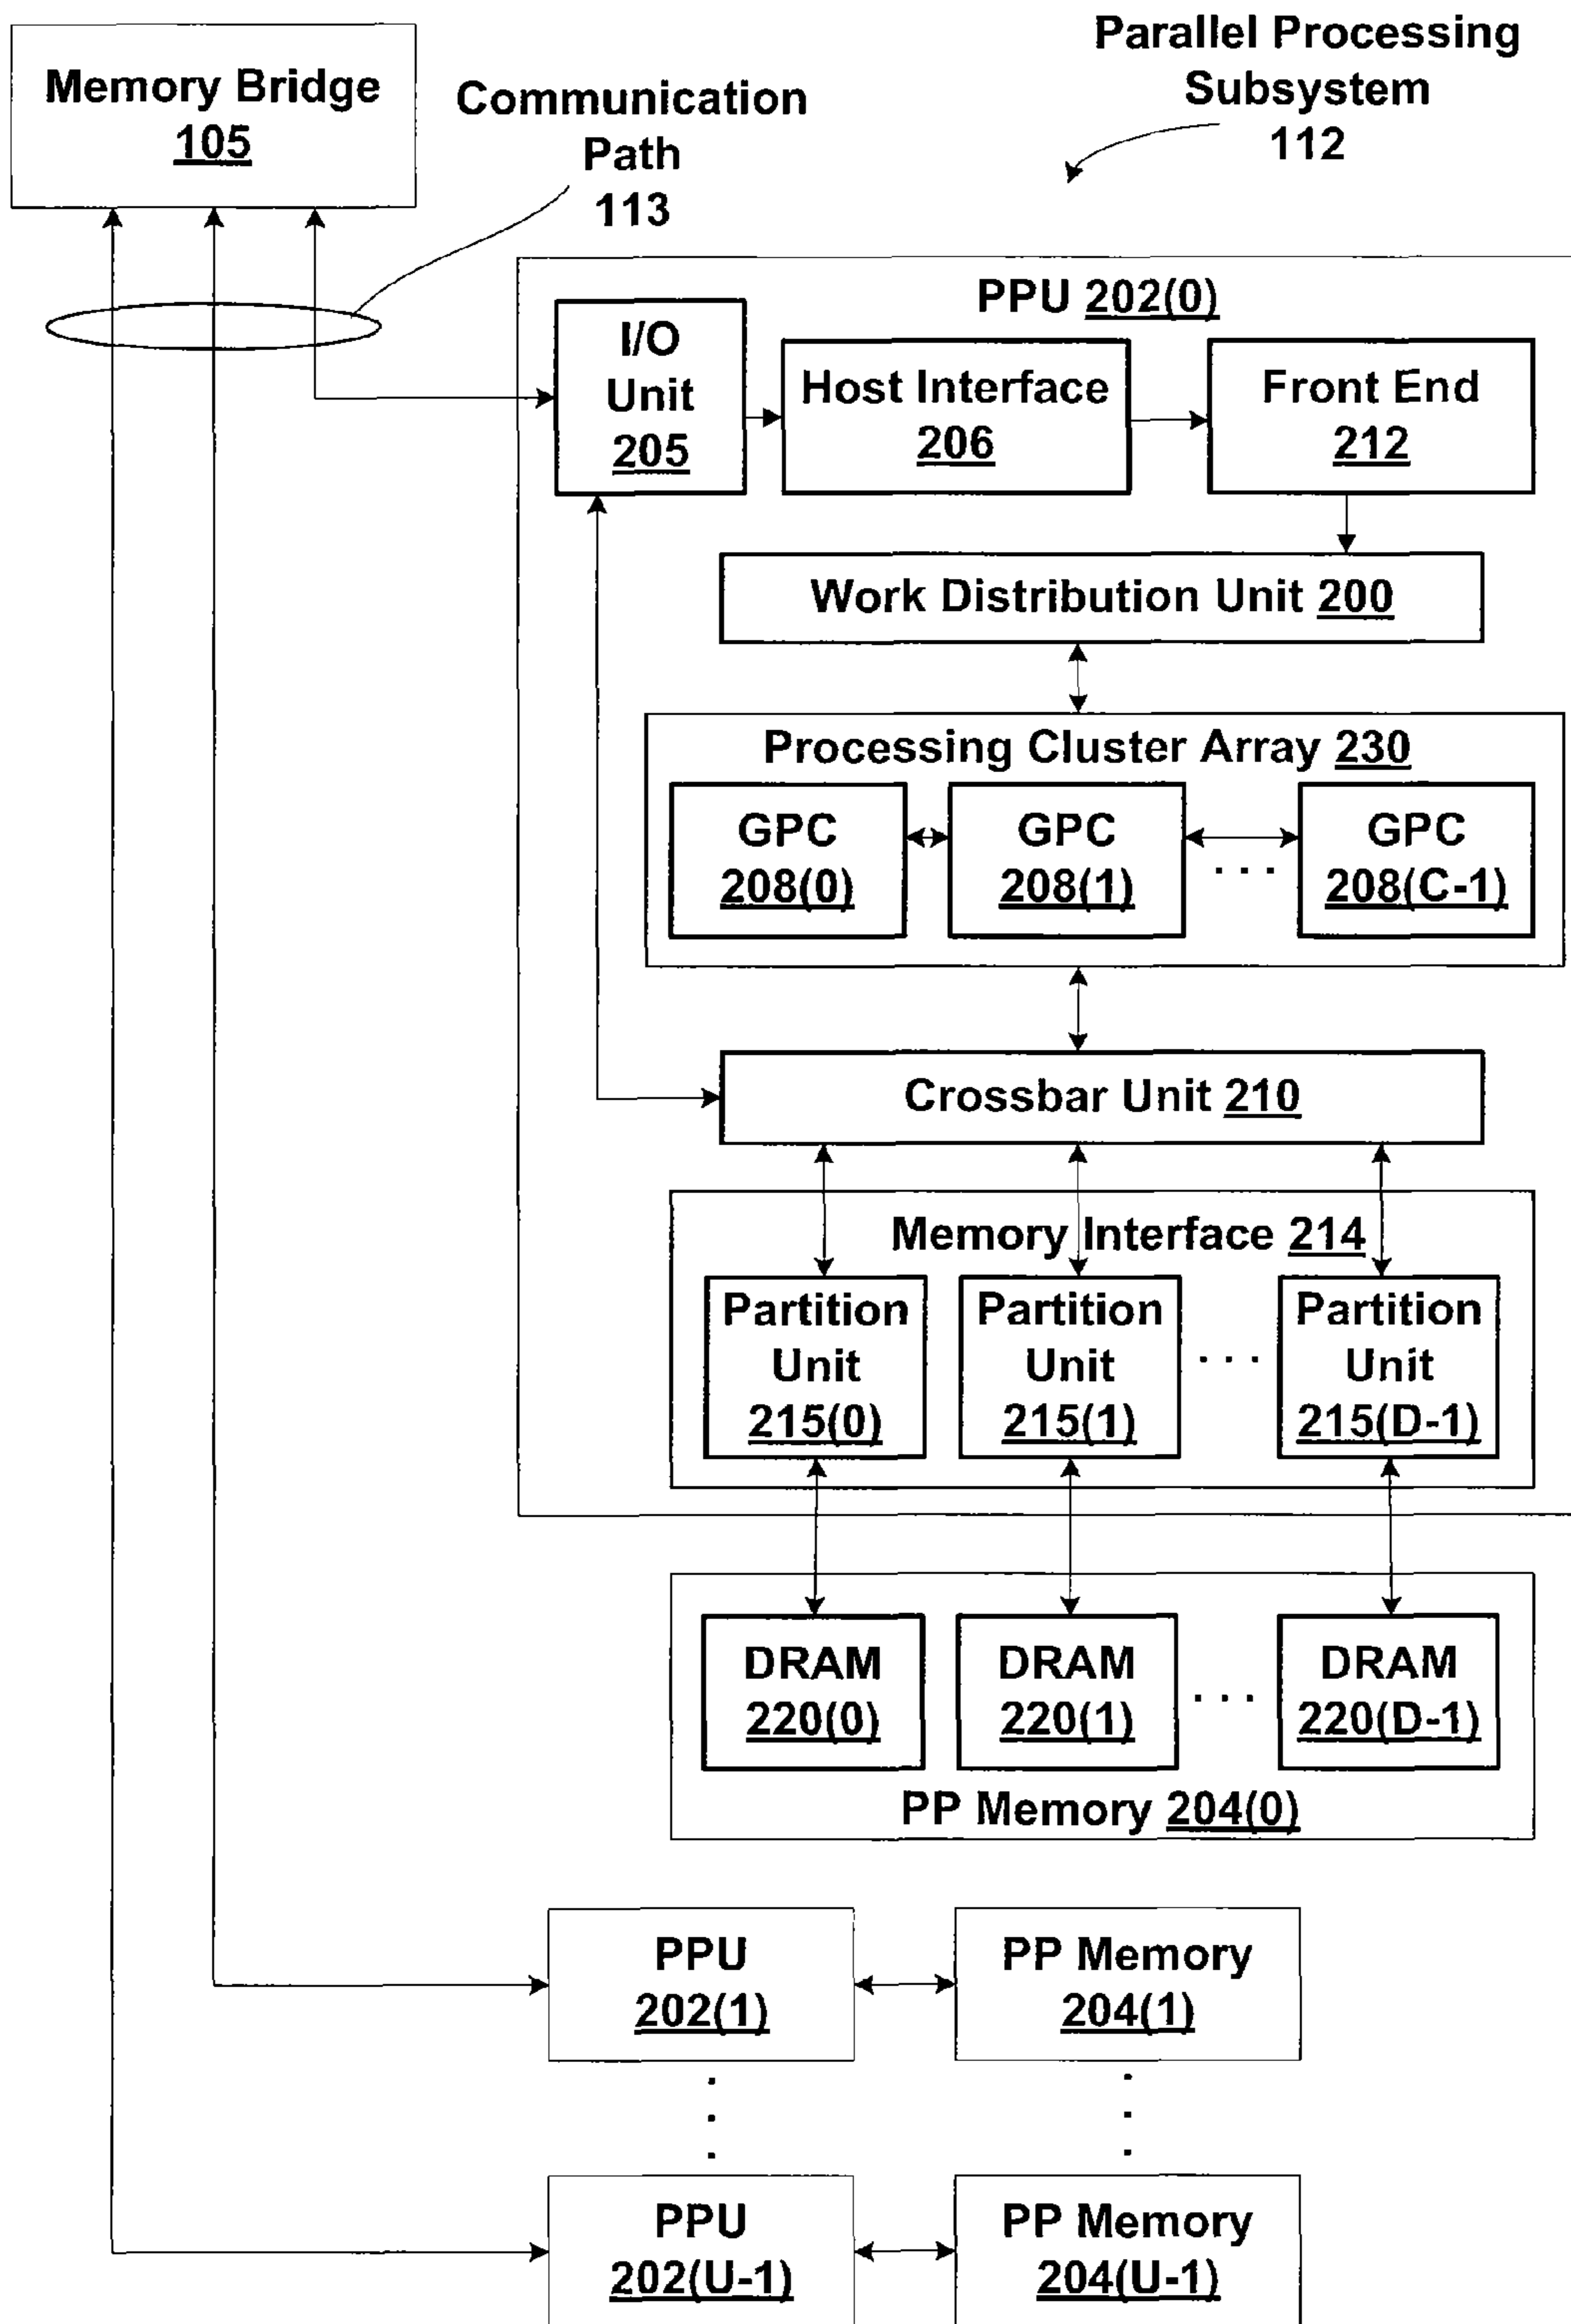 Parallel Processing
Subsystem
112
Memory Bridge
105
Communication
Path
113
PPU 202(0)
I/O
Unit
205
Host Interface
206
Front End
212
Work Distribution Unit 200
Processing Cluster Array 230
GPC
208(0)
GPC
208(1)
. . .
GPC
208(C-1)
Crossbar Unit 210
Memory Interface 214
Partition
Unit
215(0)
Partition
Unit
215(1)
. . .
Partition
Unit
215(D-1)
DRAM
220(0)
DRAM
220(1)
. . .
DRAM
220(D-1)
PP Memory 204(0)
PPU
202(1)
PP Memory
204(1)
PPU
202(U-1)
PP Memory
204(U-1)